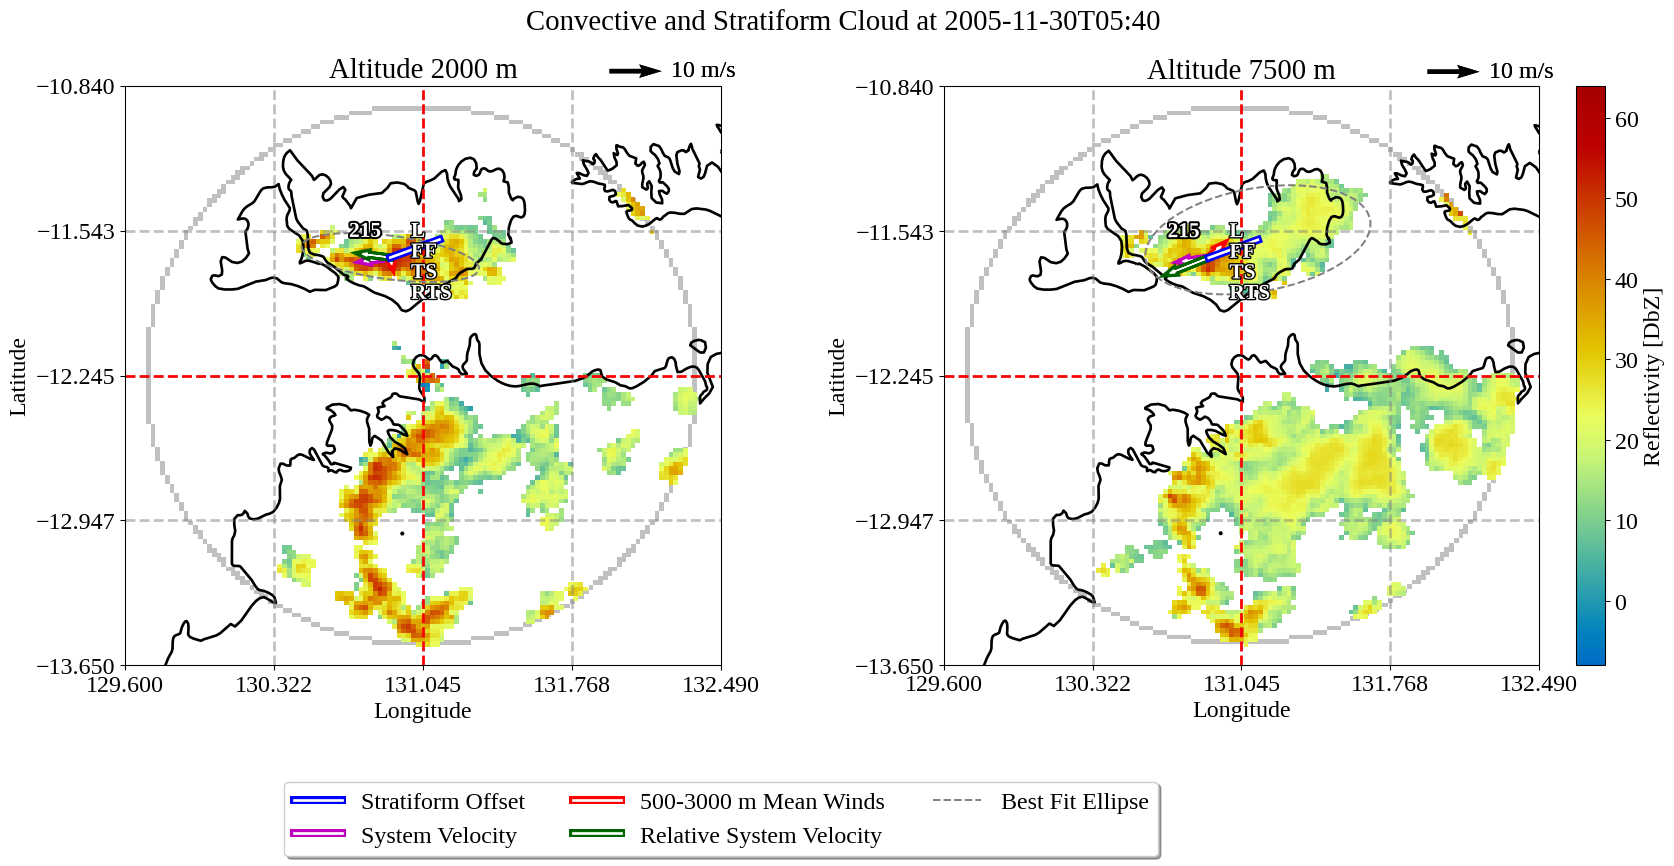 Convective and Stratiform Cloud at 2005-11-30T05:40
Altitude 2000 m
10 m/s
−10.840
−11.543
−12.245
−12.947
−13.650
Latitude
215
L
FF
TS
RTS
129.600 130.322 131.045 131.768 132.490
Longitude
Altitude 7500 m
10 m/s
−10.840
−11.543
−12.245
−12.947
−13.650
Latitude
215
L
FF
TS
RTS
129.600 130.322 131.045 131.768 132.490
Longitude
60
50
40
30
20
10
0
Reflectivity [DbZ]
Stratiform Offset
System Velocity
500-3000 m Mean Winds
Relative System Velocity
Best Fit Ellipse